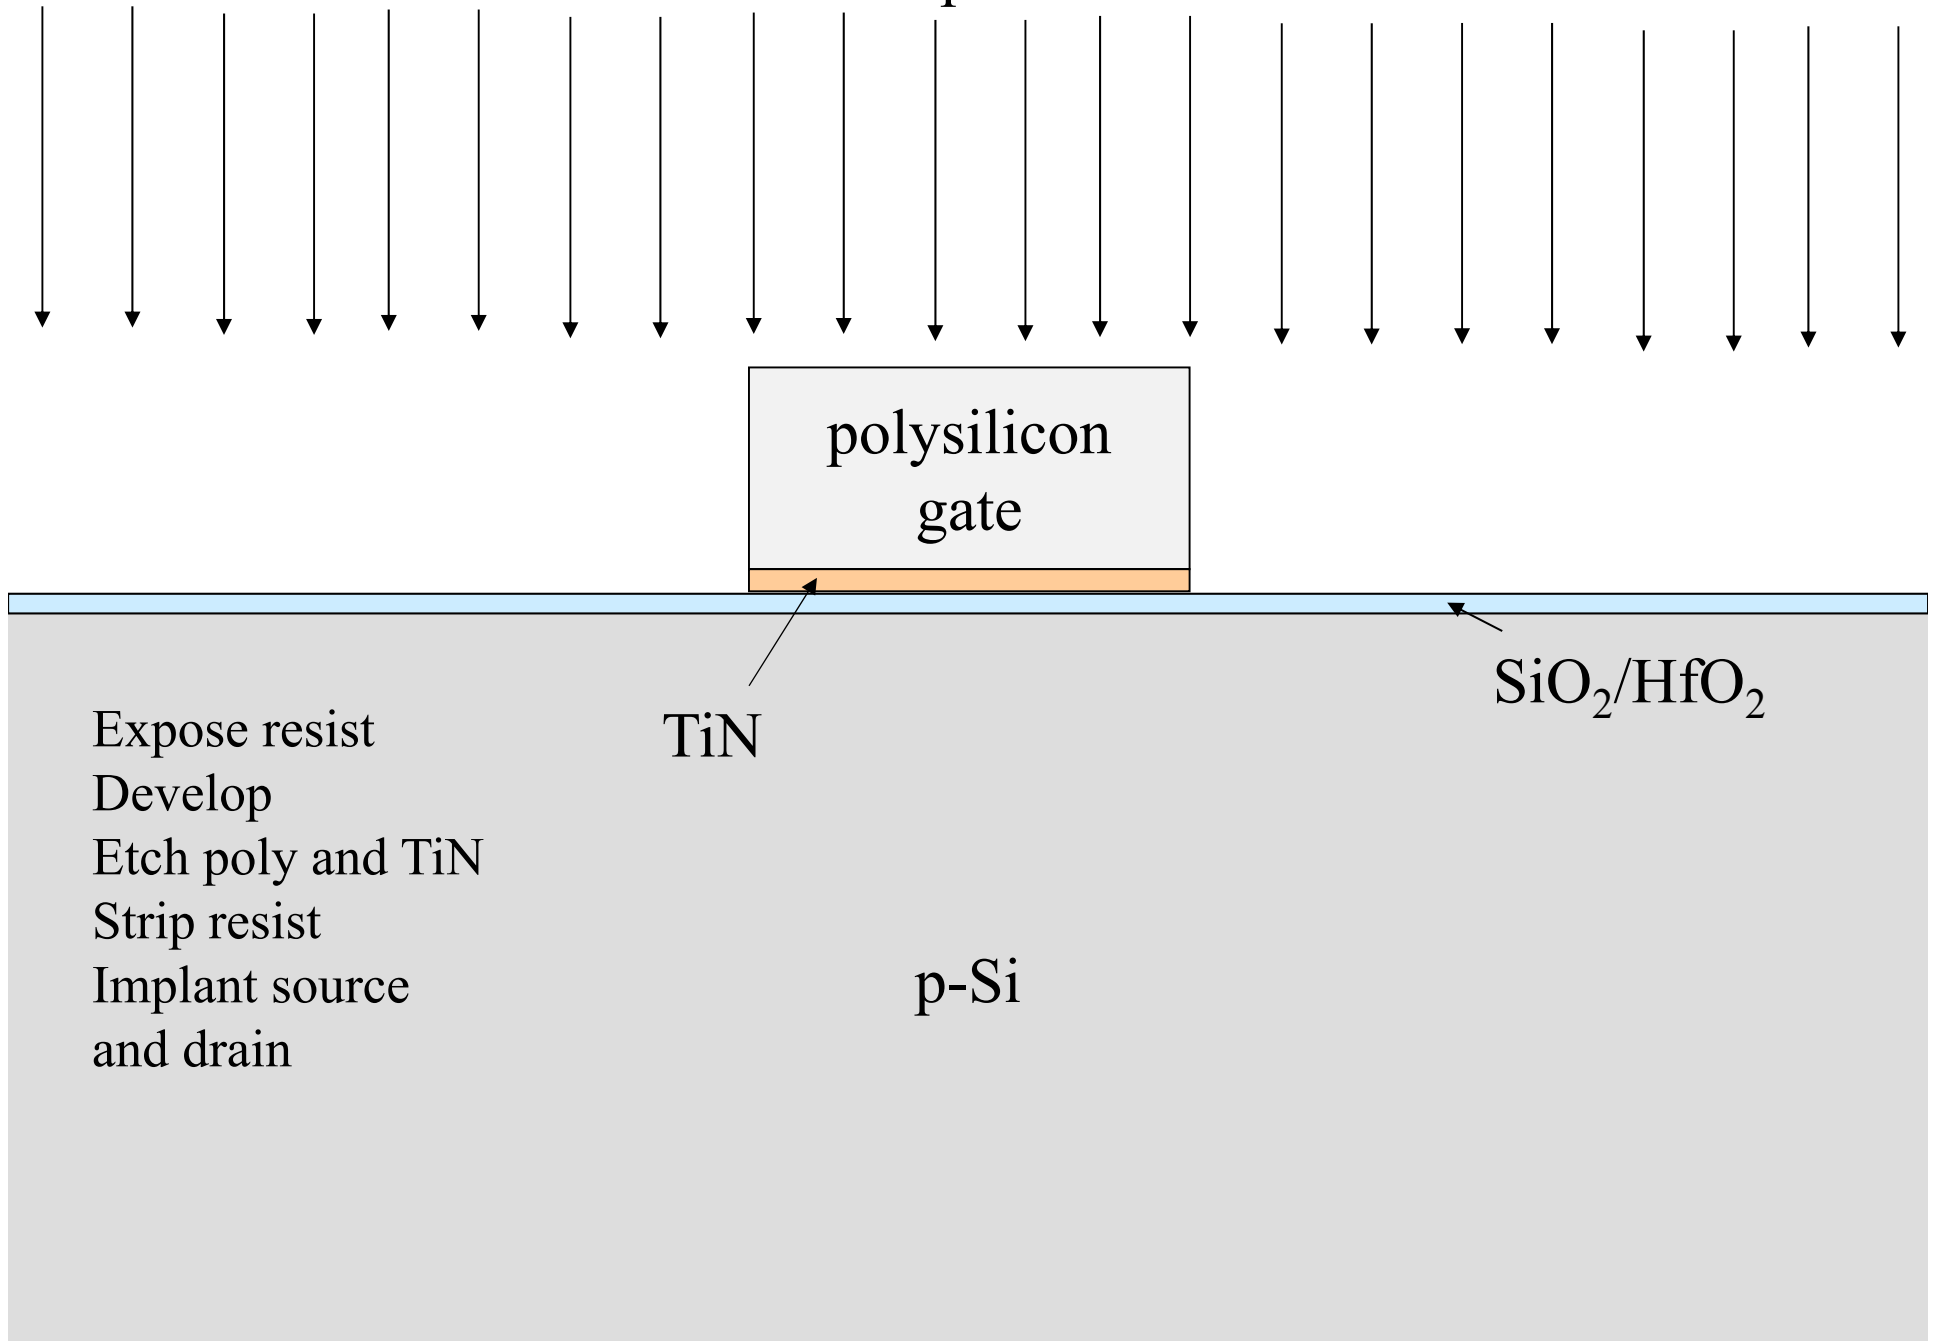 polysilicon
gate
TiN
SiO₂/HfO₂
Expose resist
Develop
Etch poly and TiN
Strip resist
Implant source
and drain
p-Si